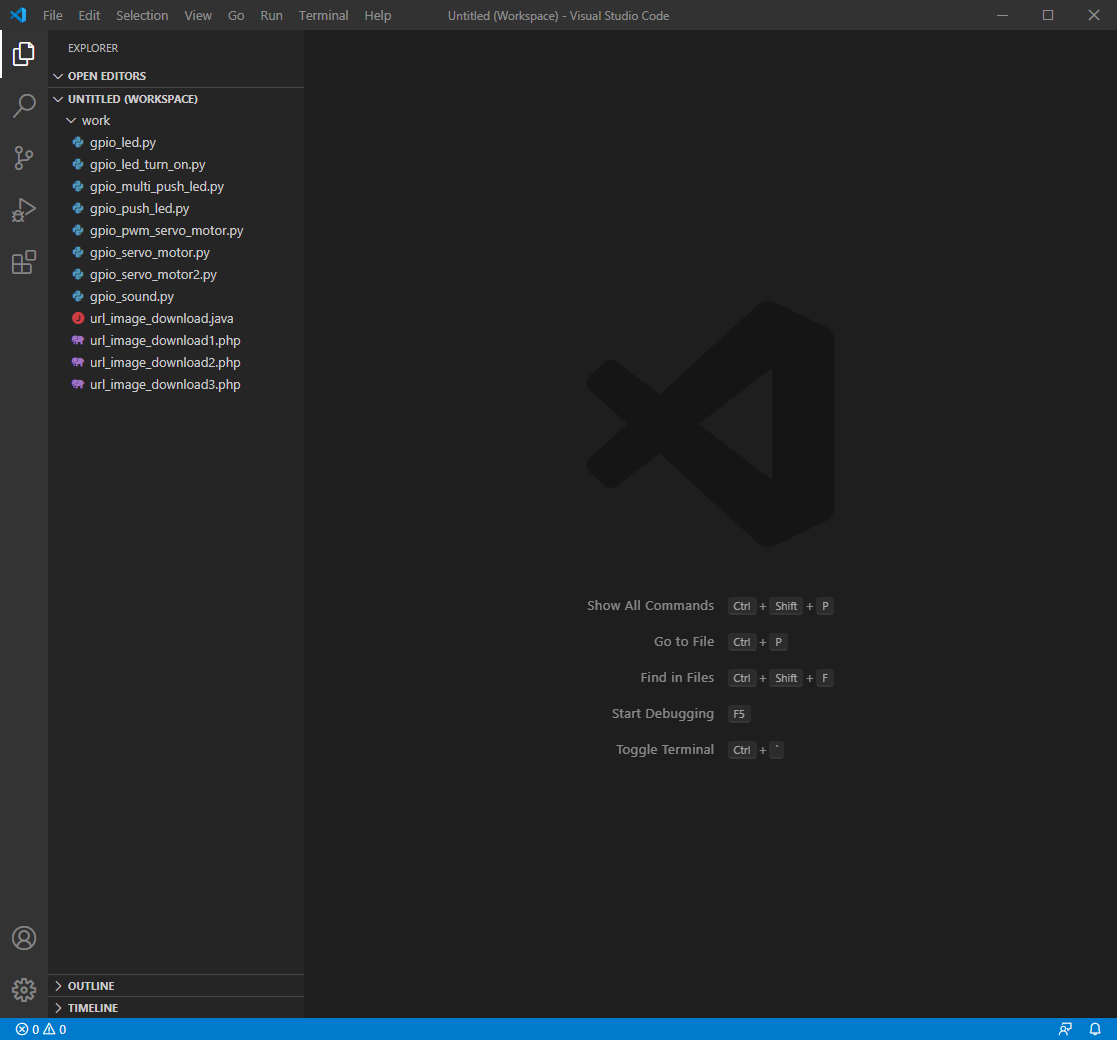 File Edit Selection View Go Run Terminal Help Untitled (Workspace) - Visual Studio Code
EXPLORER
OPEN EDITORS
UNTITLED (WORKSPACE)
work
gpio_led.py
gpio_led_turn_on.py
gpio_multi_push_led.py
gpio_push_led.py
gpio_pwm_servo_motor.py
gpio_servo_motor.py
gpio_servo_motor2.py
gpio_sound.py
J url_image_download.java
url_image_download1.php
url_image_download2.php
url_image_download3.php
Show All Commands Ctrl + Shift + P
Go to File Ctrl + P
Find in Files Ctrl + Shift + F
Start Debugging F5
Toggle Terminal Ctrl + `
OUTLINE
TIMELINE
0 0